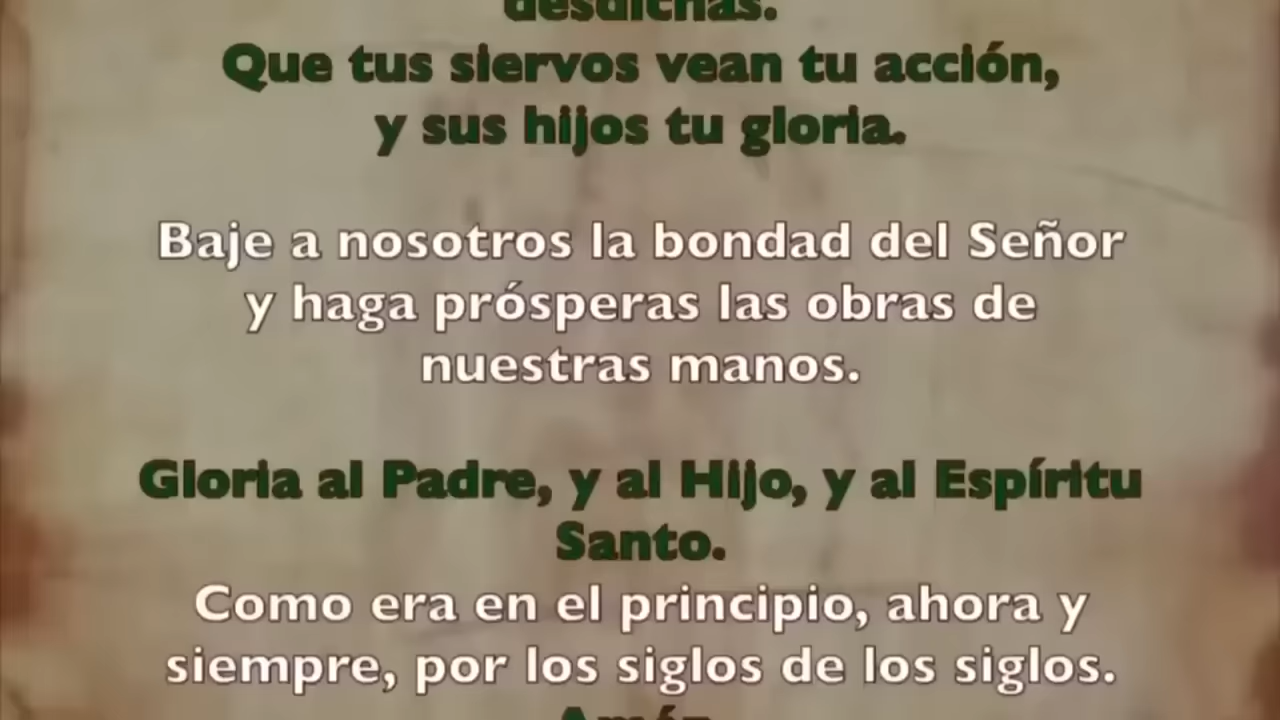 desdichas.
Que tus siervos vean tu acción,
y sus hijos tu gloria.
Baje a nosotros la bondad del Señor
y haga prósperas las obras de
nuestras manos.
Gloria al Padre, y al Hijo, y al Espíritu
Santo.
Como era en el principio, ahora y
siempre, por los siglos de los siglos.
Amén.